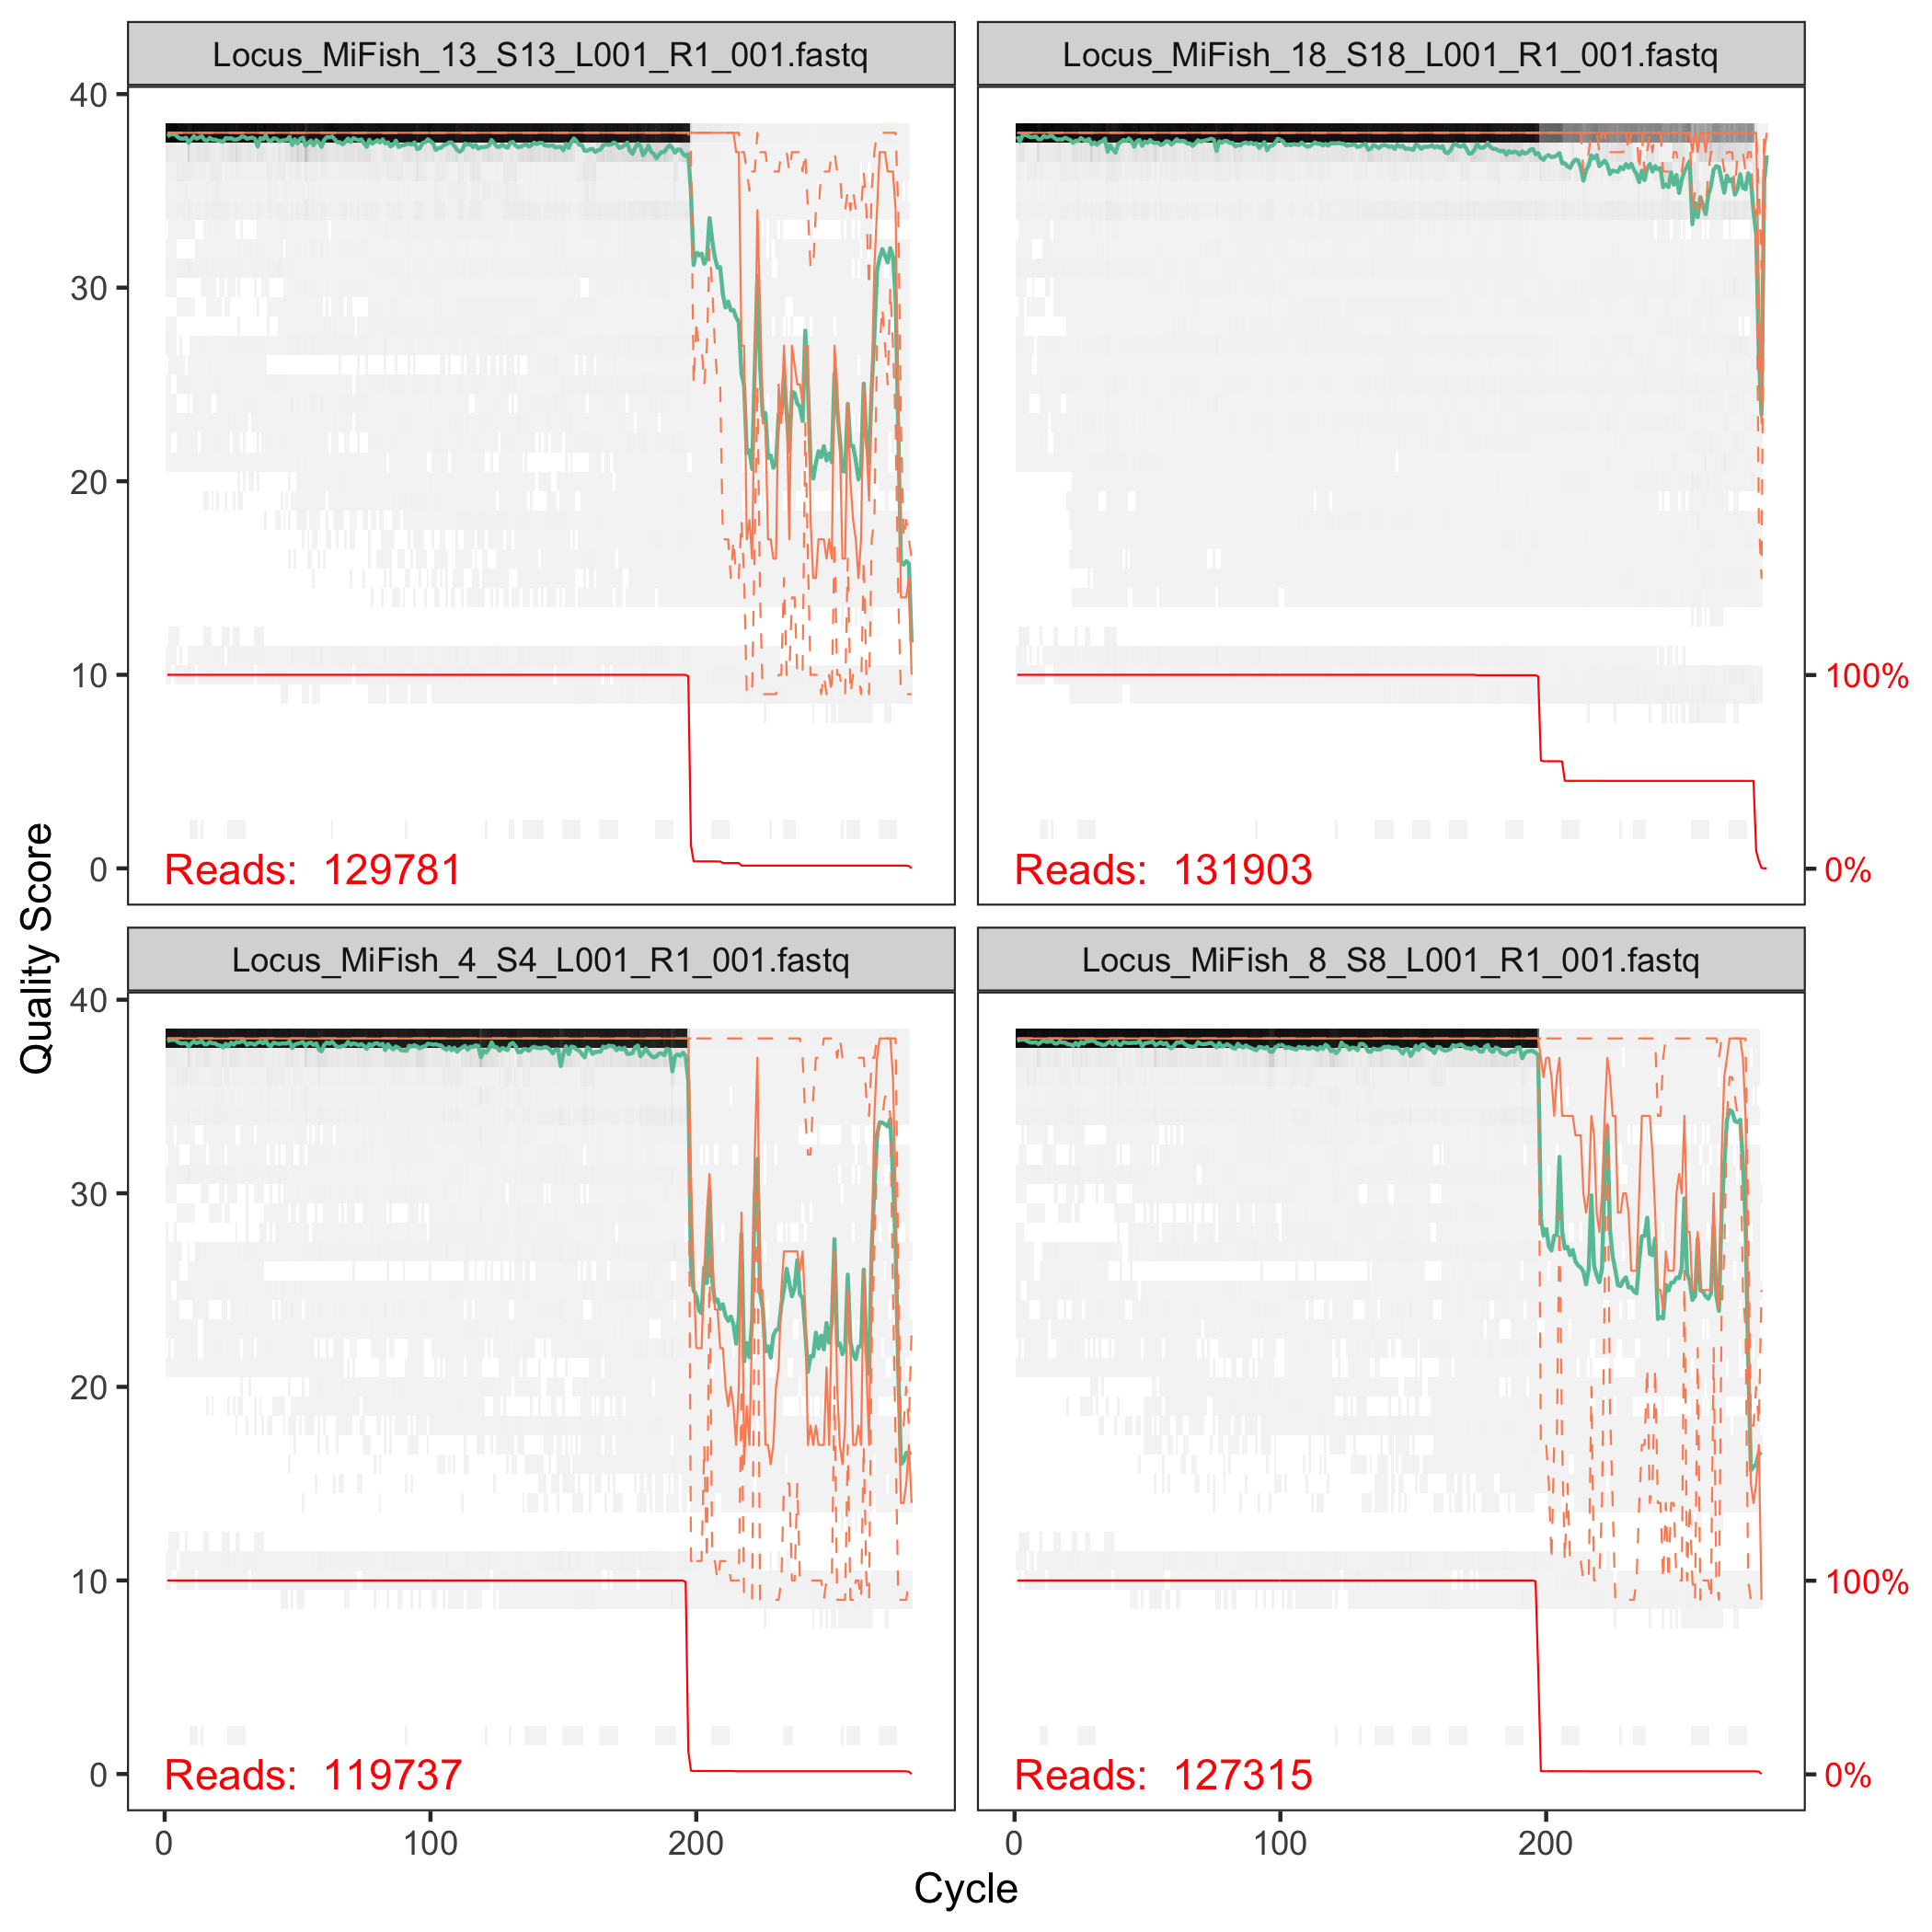 Locus_MiFish_13_S13_L001_R1_001.fastq
Locus_MiFish_18_S18_L001_R1_001.fastq
40
30
20
10
0
100%
0%
Reads: 129781
Reads: 131903
Quality Score
Locus_MiFish_4_S4_L001_R1_001.fastq
Locus_MiFish_8_S8_L001_R1_001.fastq
40
30
20
10
0
100%
0%
Reads: 119737
Reads: 127315
0 100 200
0 100 200
Cycle